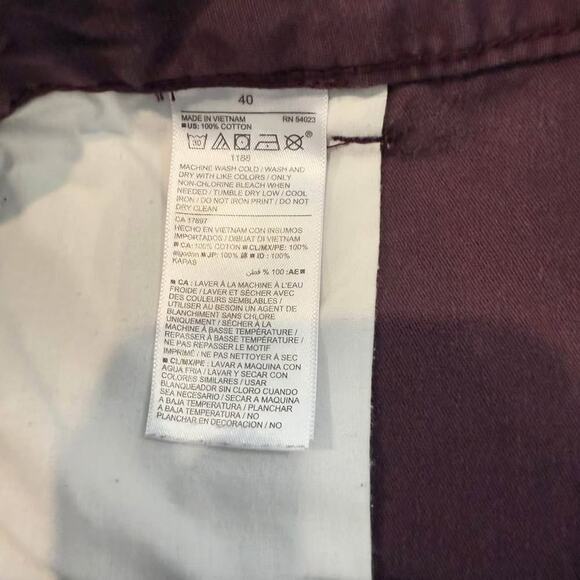 40
MADE IN VIETNAM RN 54023
■US: 100% COTTON
30 ®
1188
MACHINE WASH COLD / WASH AND
DRY WITH LIKE COLORS / ONLY
NON-CHLORINE BLEACH WHEN
NEEDED / TUMBLE DRY LOW / COOL
IRON / DO NOT IRON PRINT / DO NOT
DRY CLEAN
CA 17897
HECHO EN VIETNAM CON INSUMOS
IMPORTADOS / DIBUAT DI VIETNAM
■ CA: 100% COTON ■ CL/MX/PE: 100%
algodón ■ JP: 100% 綿 ■ ID : 100%
KAPAS
قطن % 100 :AE■
■ CA : LAVER À LA MACHINE À L'EAU
FROIDE / LAVER ET SÉCHER AVEC
DES COULEURS SEMBLABLES /
UTILISER AU BESOIN UN AGENT DE
BLANCHIMENT SANS CHLORE
UNIQUEMENT / SÉCHER À LA
MACHINE À BASSE TEMPÉRATURE /
REPASSER À BASSE TEMPÉRATURE /
NE PAS REPASSER LE MOTIF
IMPRIMÉ / NE PAS NETTOYER À SEC
■ CL/MX/PE : LAVAR A MAQUINA CON
AGUA FRIA / LAVAR Y SECAR CON
COLORES SIMILARES / USAR
BLANQUEADOR SIN CLORO CUANDO
SEA NECESARIO / SECAR A MAQUINA
A BAJA TEMPERATURA / PLANCHAR
A BAJA TEMPERATURA / NO
PLANCHAR EN DECORACION / NO